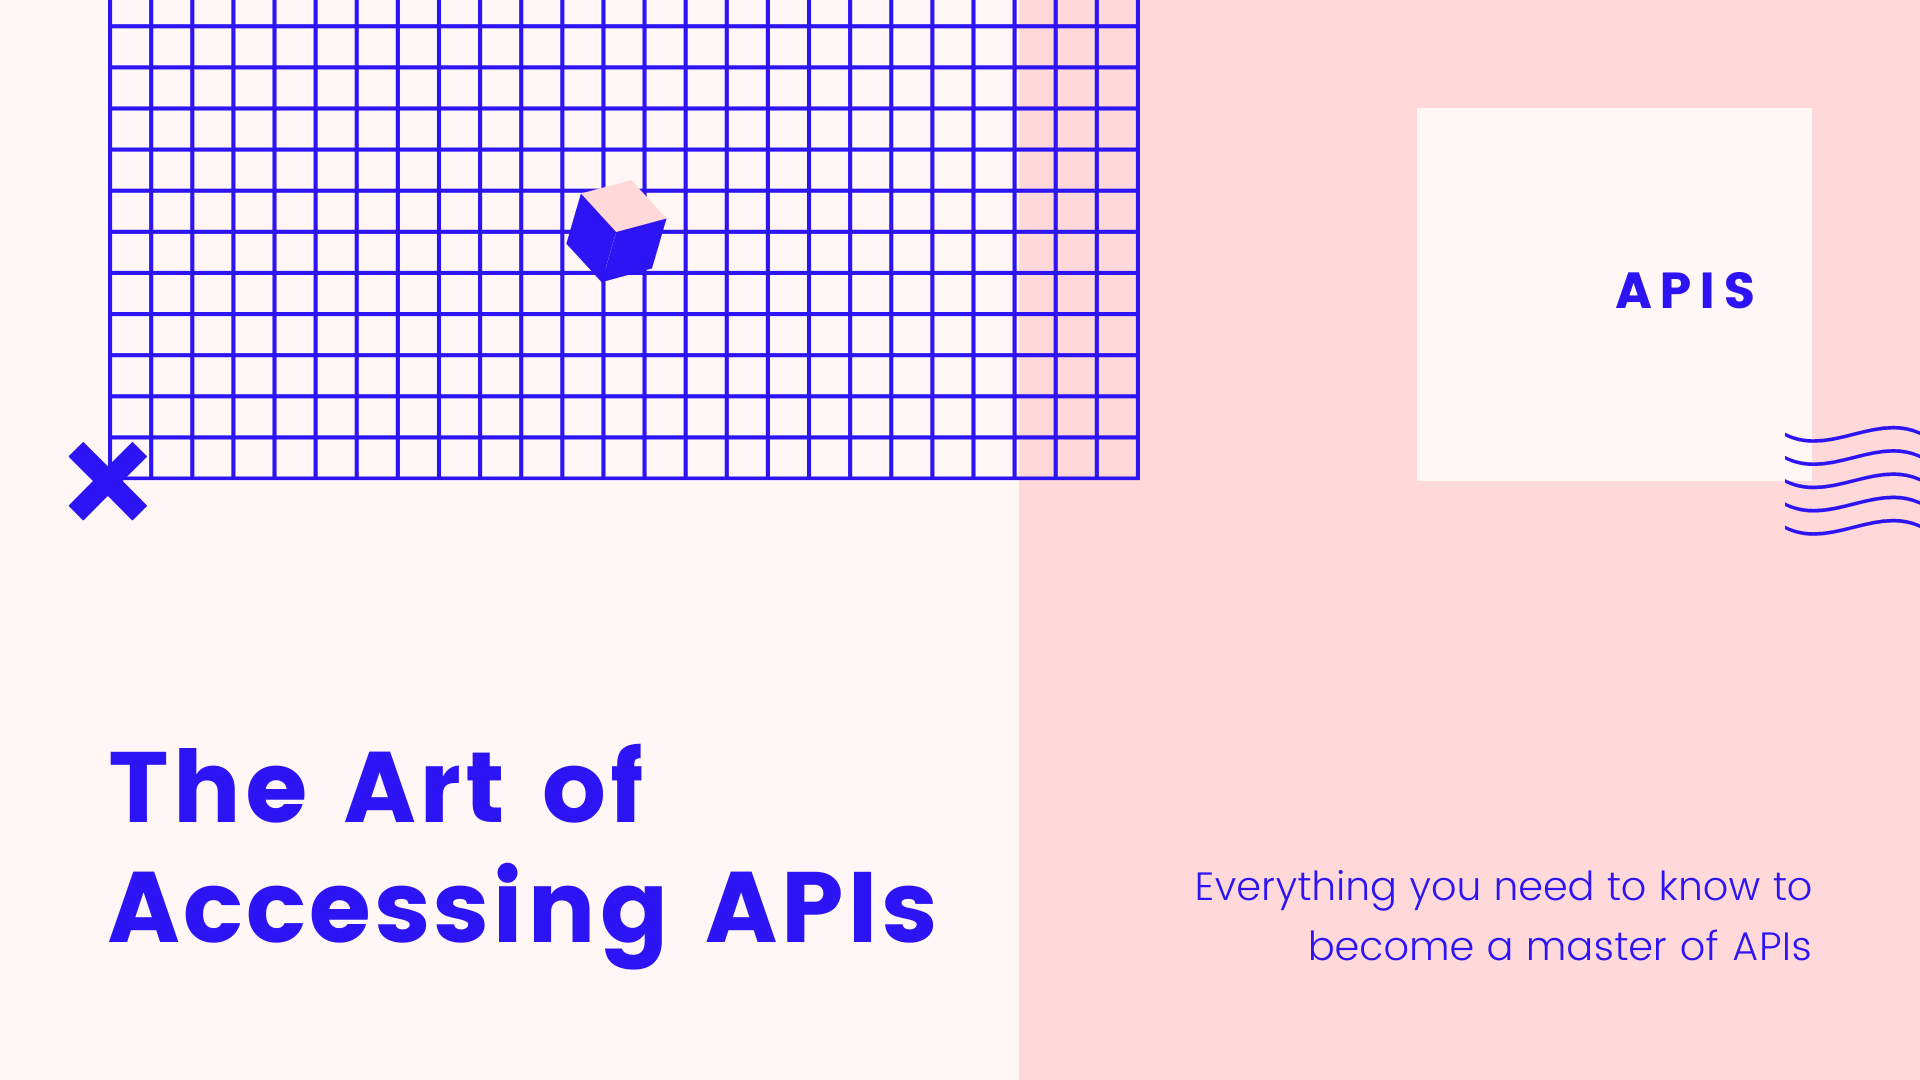 APIS
The Art of
Accessing APIs
Everything you need to know to
become a master of APIs